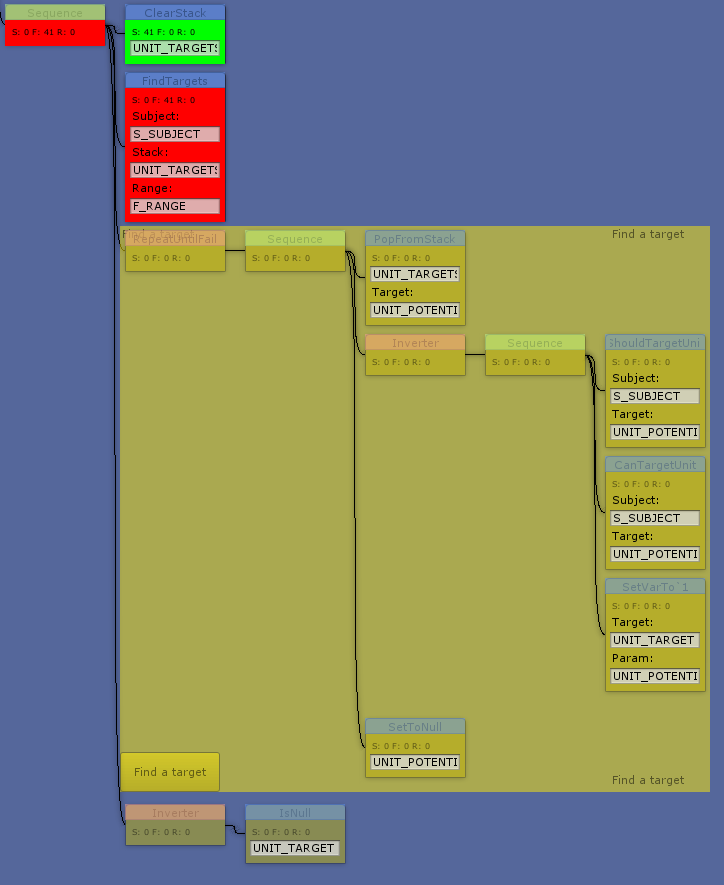 Sequence
S: 0 F: 41 R: 0
ClearStack
S: 41 F: 0 R: 0
UNIT_TARGETS
FindTargets
S: 0 F: 41 R: 0
Subject:
S_SUBJECT
Stack:
UNIT_TARGETS
Range:
F_RANGE
Find a target
Find a target
RepeatUntilFail
S: 0 F: 0 R: 0
Sequence
S: 0 F: 0 R: 0
PopFromStack
S: 0 F: 0 R: 0
UNIT_TARGETS
Target:
UNIT_POTENTI
Inverter
S: 0 F: 0 R: 0
Sequence
S: 0 F: 0 R: 0
ShouldTargetUni
S: 0 F: 0 R: 0
Subject:
S_SUBJECT
Target:
UNIT_POTENTI
CanTargetUnit
S: 0 F: 0 R: 0
Subject:
S_SUBJECT
Target:
UNIT_POTENTI
SetVarTo`1
S: 0 F: 0 R: 0
Target:
UNIT_TARGET
Param:
UNIT_POTENTI
SetToNull
S: 0 F: 0 R: 0
UNIT_POTENTI
Find a target
Find a target
Inverter
S: 0 F: 0 R: 0
IsNull
S: 0 F: 0 R: 0
UNIT_TARGET